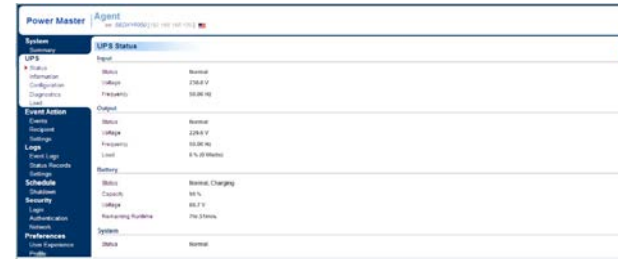 Power Master
Agent
System
Summary
UPS
Status
Information
Configuration
Diagnostics
Load
Event Action
Events
Recipient
Settings
Logs
Event Logs
Status Records
Settings
Schedule
Shutdown
Security
Login
Authentication
Network
Preferences
User Experience
Profile
UPS Status
Input
Status Normal
Voltage
Frequency 50.00 Hz
Output
Status Normal
Voltage
Frequency 50.00 Hz
Load
Battery
Status Normal, Charging
Capacity
Voltage
Remaining Runtime
System
Status Normal